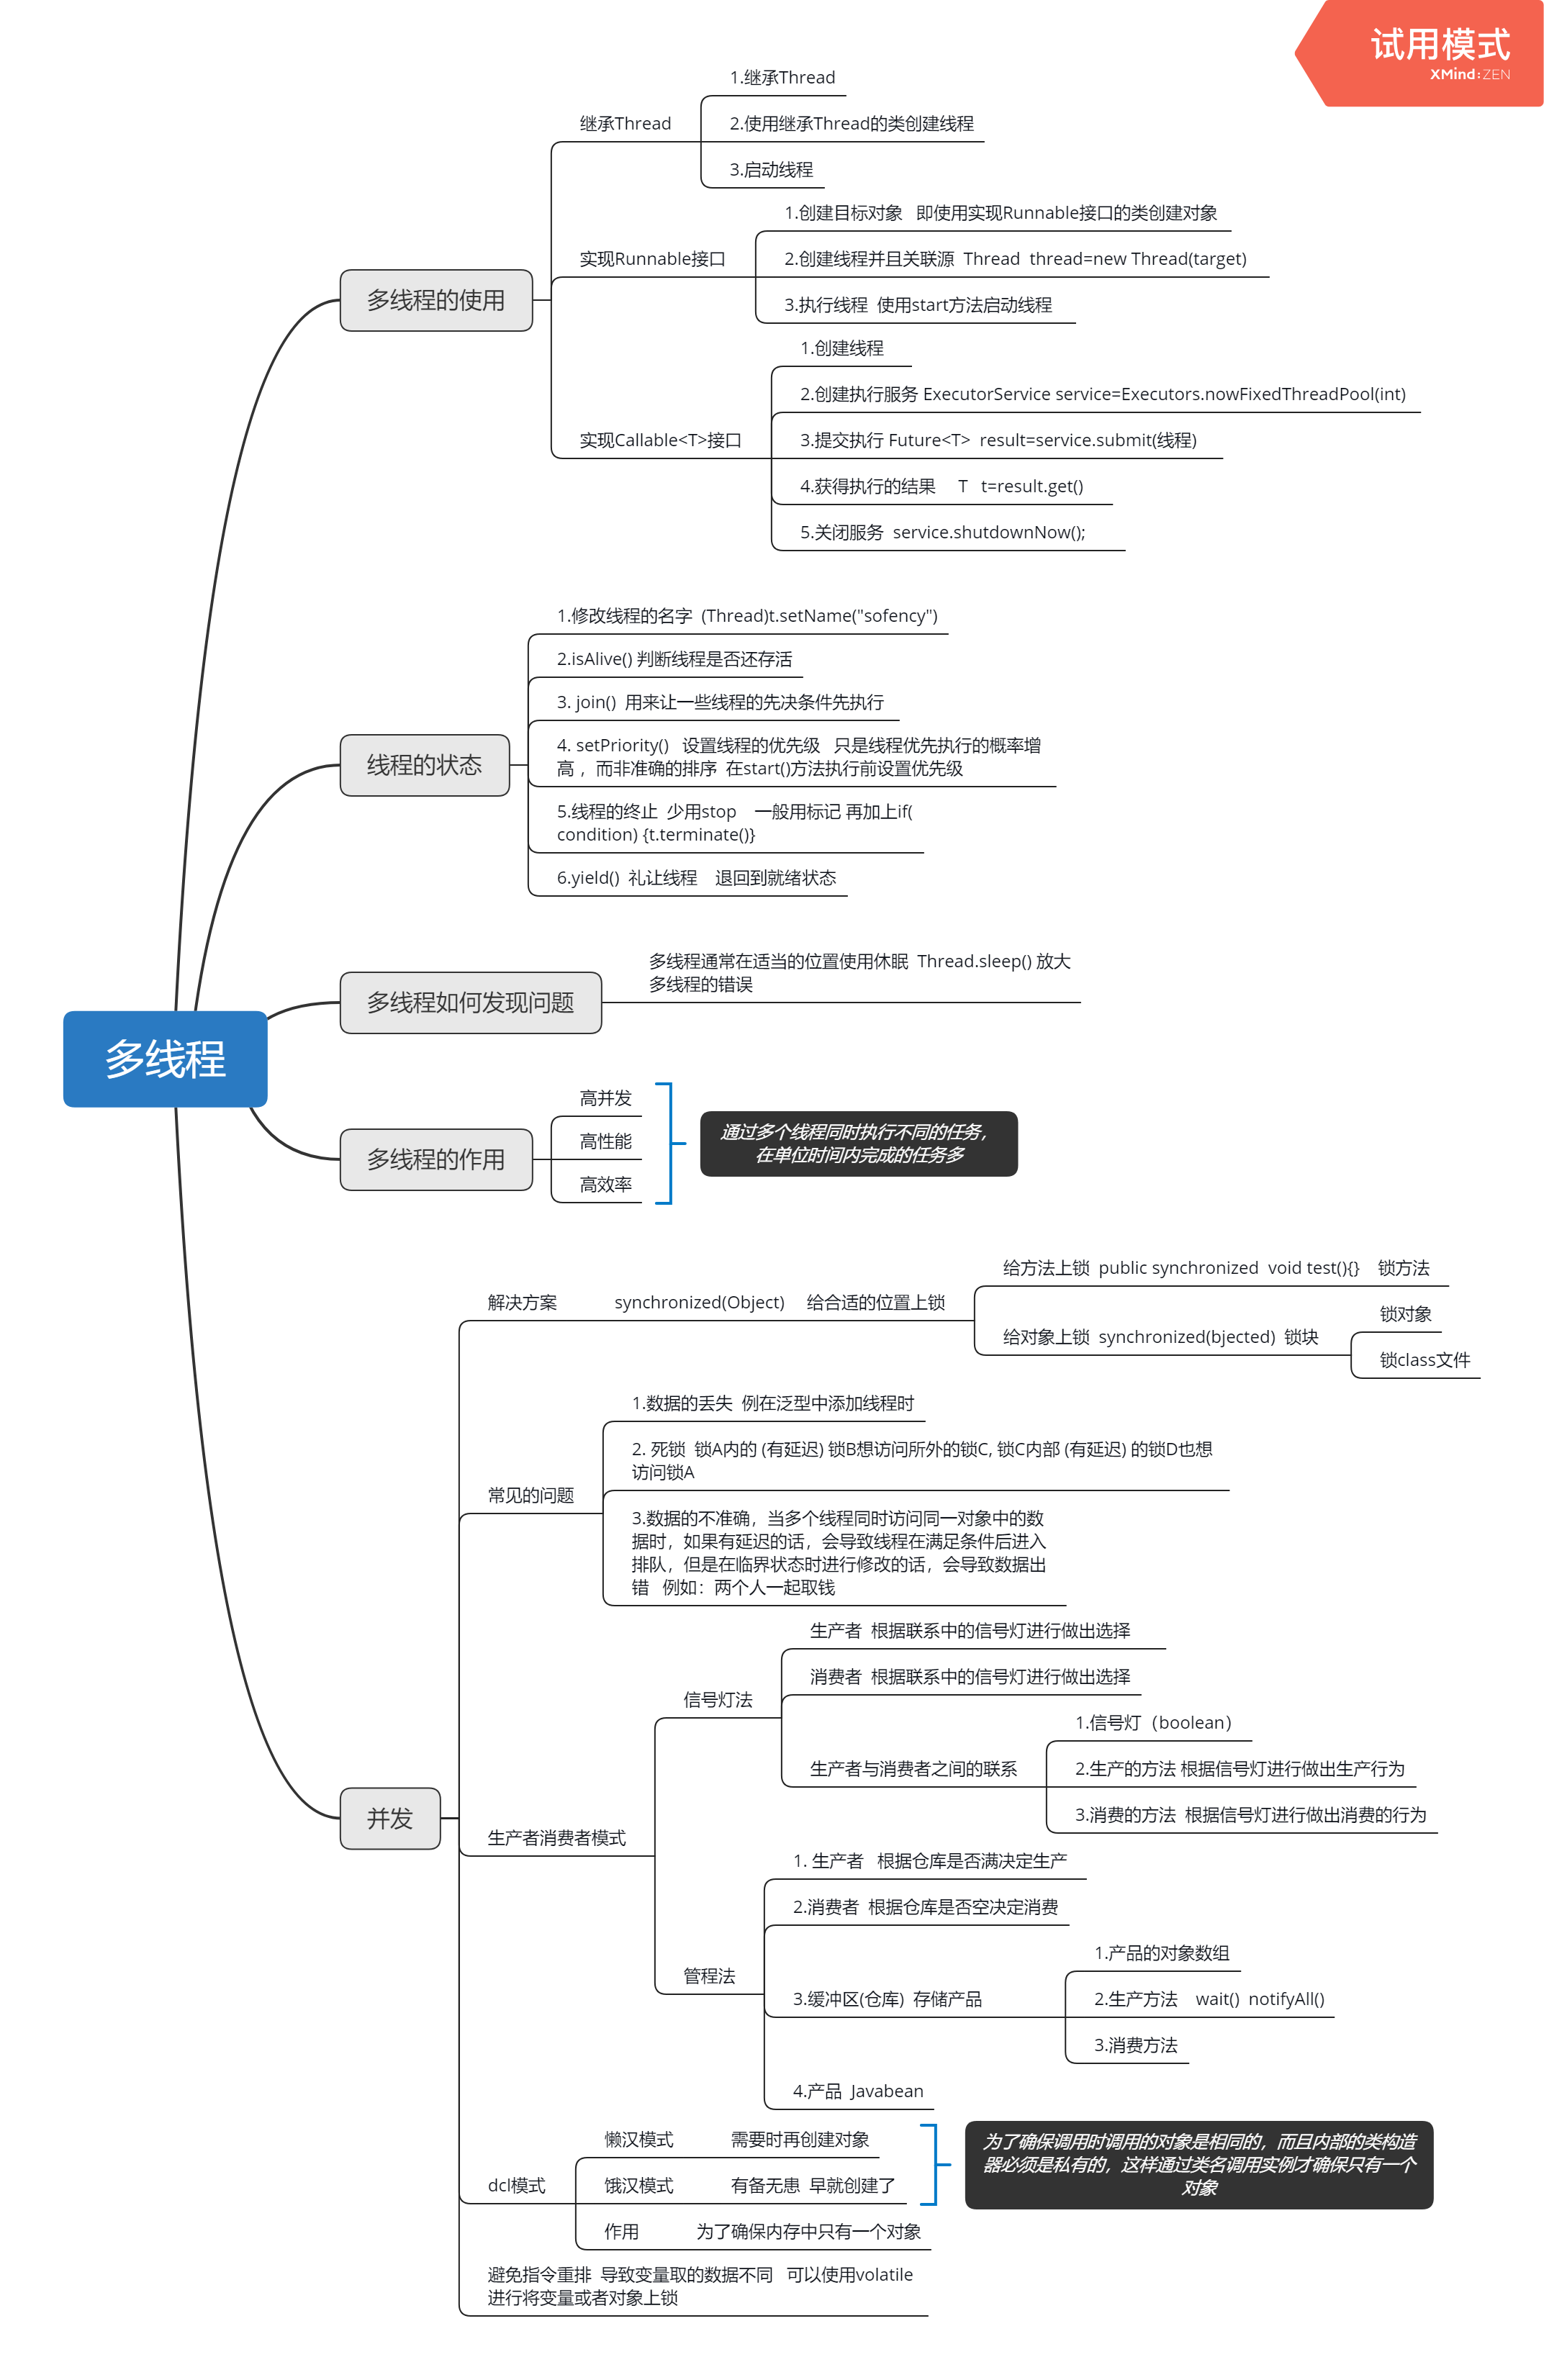 试用模式
XMind:ZEN
多线程
多线程的使用
继承Thread
1.继承Thread
2.使用继承Thread的类创建线程
3.启动线程
实现Runnable接口
1.创建目标对象   即使用实现Runnable接口的类创建对象
2.创建线程并且关联源  Thread  thread=new Thread(target)
3.执行线程  使用start方法启动线程
实现Callable<T>接口
1.创建线程
2.创建执行服务 ExecutorService service=Executors.nowFixedThreadPool(int)
3.提交执行 Future<T>  result=service.submit(线程)
4.获得执行的结果     T   t=result.get()
5.关闭服务  service.shutdownNow();
线程的状态
1.修改线程的名字  (Thread)t.setName("sofency")
2.isAlive() 判断线程是否还存活
3. join()  用来让一些线程的先决条件先执行
4. setPriority()   设置线程的优先级   只是线程优先执行的概率增
高 ,  而非准确的排序  在start()方法执行前设置优先级
5.线程的终止  少用stop    一般用标记 再加上if(
condition) {t.terminate()}
6.yield()  礼让线程    退回到就绪状态
多线程如何发现问题
多线程通常在适当的位置使用休眠  Thread.sleep() 放大
多线程的错误
多线程的作用
高并发
高性能
高效率
通过多个线程同时执行不同的任务，
在单位时间内完成的任务多
并发
解决方案
synchronized(Object)     给合适的位置上锁
给方法上锁  public synchronized  void test(){}    锁方法
给对象上锁  synchronized(bjected)  锁块
锁对象
锁class文件
常见的问题
1.数据的丢失  例在泛型中添加线程时
2. 死锁  锁A内的 (有延迟) 锁B想访问所外的锁C, 锁C内部 (有延迟) 的锁D也想
访问锁A
3.数据的不准确，当多个线程同时访问同一对象中的数
据时，如果有延迟的话，会导致线程在满足条件后进入
排队，但是在临界状态时进行修改的话，会导致数据出
错   例如：两个人一起取钱
生产者消费者模式
信号灯法
生产者  根据联系中的信号灯进行做出选择
消费者  根据联系中的信号灯进行做出选择
生产者与消费者之间的联系
1.信号灯（boolean）
2.生产的方法 根据信号灯进行做出生产行为
3.消费的方法  根据信号灯进行做出消费的行为
管程法
1. 生产者   根据仓库是否满决定生产
2.消费者  根据仓库是否空决定消费
3.缓冲区(仓库)  存储产品
1.产品的对象数组
2.生产方法    wait()  notifyAll()
3.消费方法
4.产品  Javabean
dcl模式
懒汉模式
需要时再创建对象
饿汉模式
有备无患  早就创建了
作用
为了确保内存中只有一个对象
为了确保调用时调用的对象是相同的，而且内部的类构造
器必须是私有的，这样通过类名调用实例才确保只有一个
对象
避免指令重排  导致变量取的数据不同   可以使用volatile
进行将变量或者对象上锁